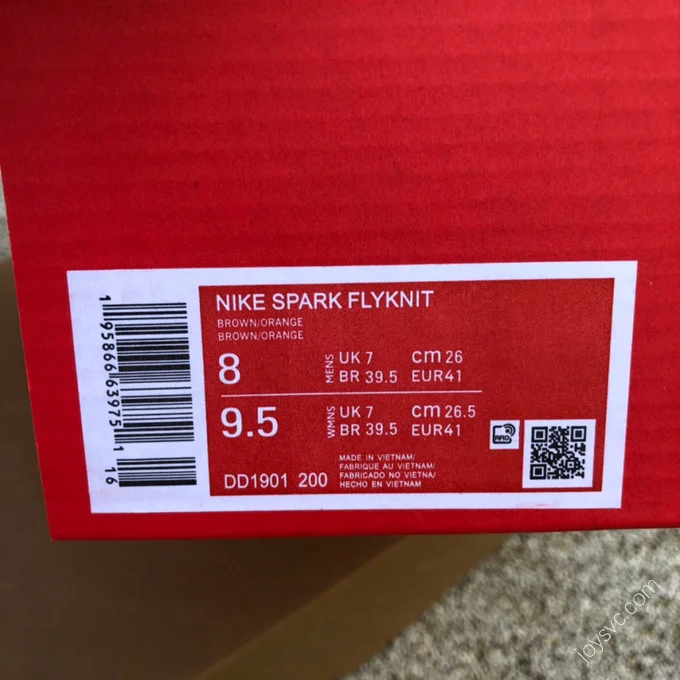 NIKE SPARK FLYKNIT
BROWN/ORANGE
BROWN/ORANGE
8 MENS UK 7 cm 26
BR 39.5 EUR41
9.5 WMNS UK 7 cm 26.5
BR 39.5 EUR41
DD1901 200
MADE IN VIETNAM/
FABRIQUE AU VIETNAM/
FABRICADO NO VIETNA/
HECHO EN VIETNAM
RFID
1 95866 63975 1 16
joysvc.com